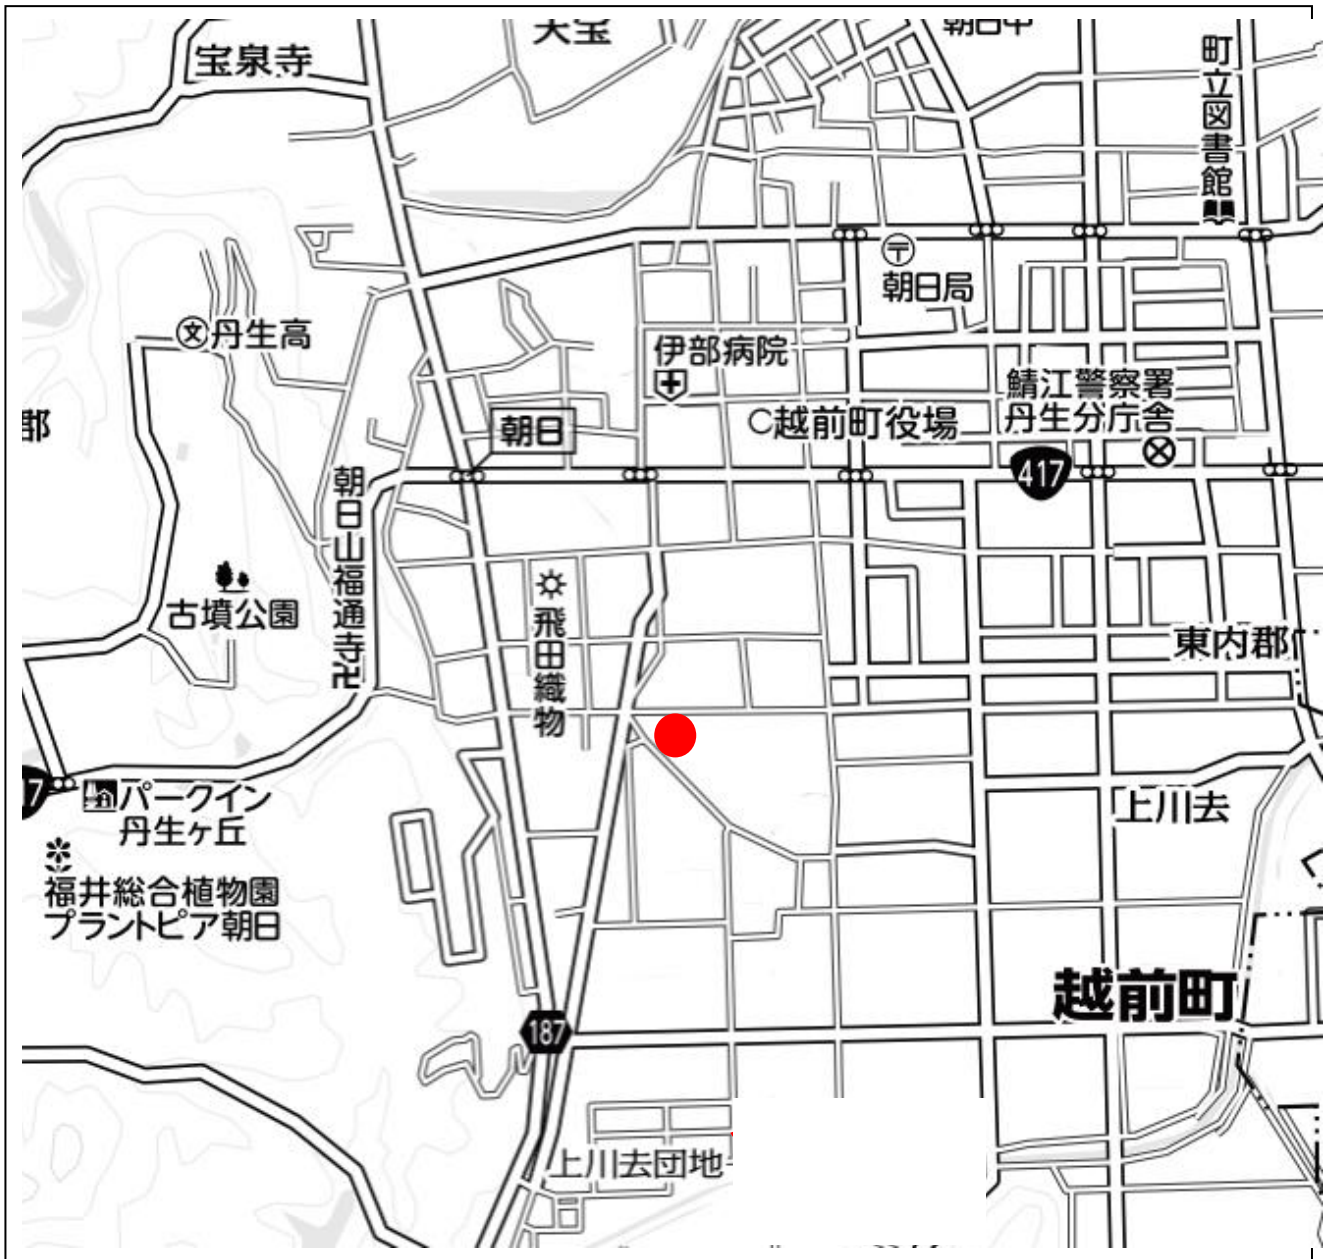 宝泉寺
天宝
朝日中
町立図書館
〒
朝日局
文
丹生高
伊部病院
郡
朝日
越前町役場
鯖江警察署
丹生分庁舎
417
朝日山福通寺卍
古墳公園
飛田織物
東内郡
パークイン
丹生ヶ丘
上川去
福井総合植物園
プラントピア朝日
越前町
187
上川去団地